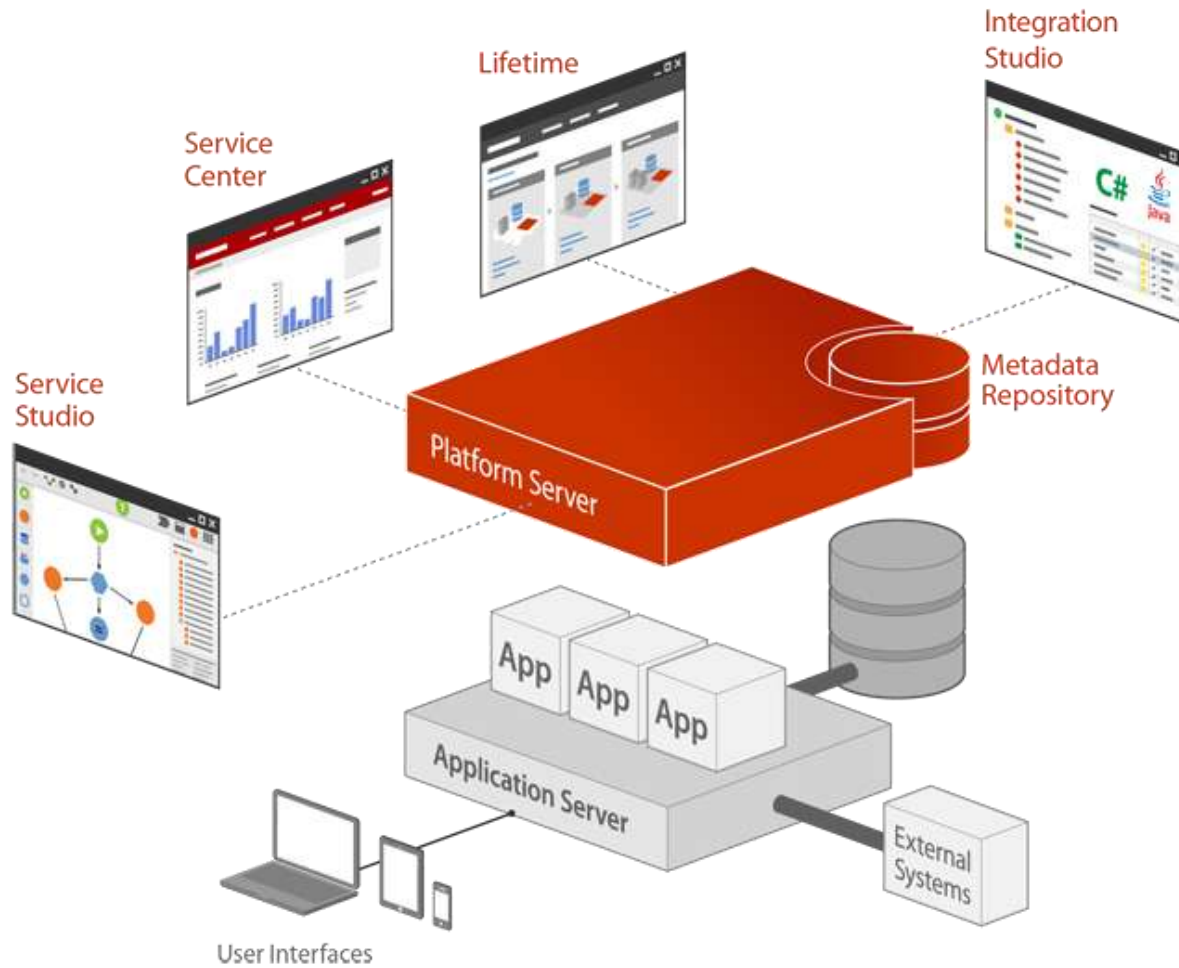 Integration
Studio
Lifetime
Service
Center
C#
Java
Service
Studio
Metadata
Repository
Platform Server
App
App
App
Application Server
External
Systems
User Interfaces